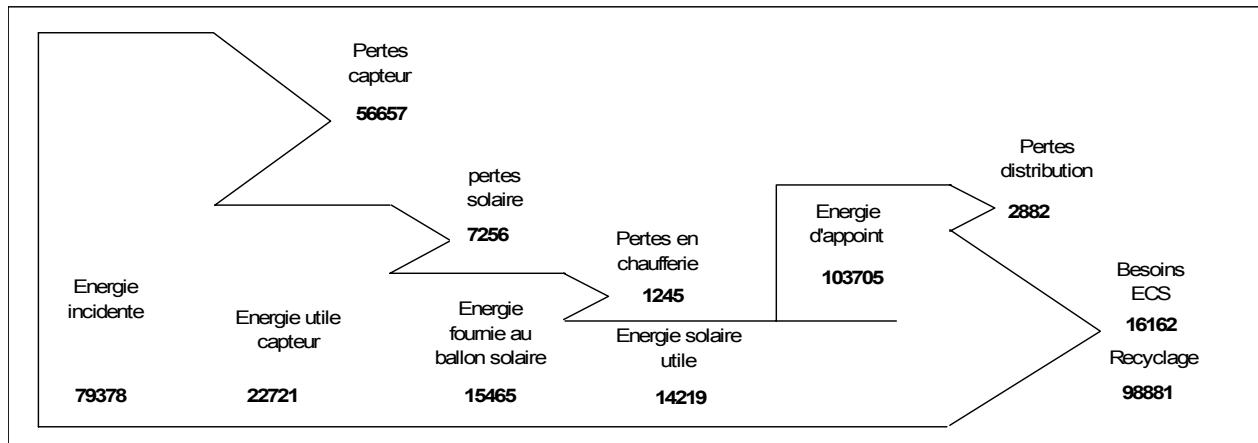 Pertes
capteur
56657
pertes
solaire
7256
Pertes en
chaufferie
1245
Energie
d'appoint
103705
Pertes
distribution
2882
Energie
incidente
79378
Energie utile
capteur
22721
Energie
fournie au
ballon solaire
15465
Energie solaire
utile
14219
Besoins
ECS
16162
Recyclage
98881